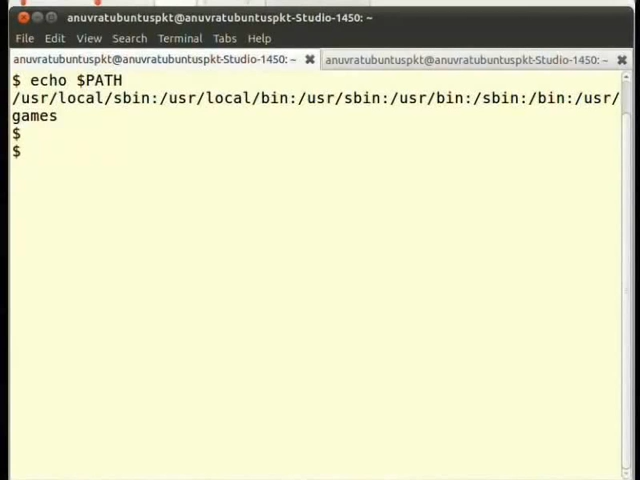 anuvratubuntuspkt@anuvratubuntuspkt-Studio-1450: ~
File Edit View Search Terminal Tabs Help
anuvratubuntuspkt@anuvratubuntuspkt-Studio-1450: ~ anuvratubuntuspkt@anuvratubuntuspkt-Studio-1450: ~
$ echo $PATH
/usr/local/sbin:/usr/local/bin:/usr/sbin:/usr/bin:/sbin:/bin:/usr/
games
$
$